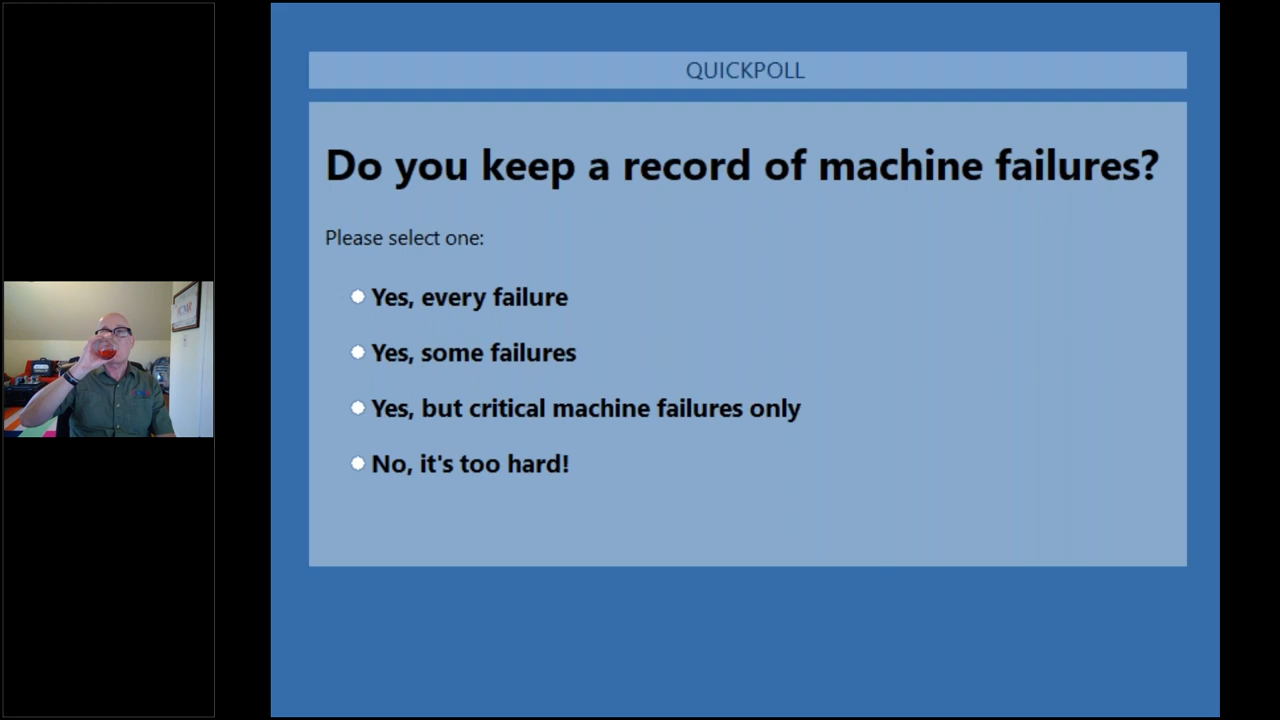 QUICKPOLL
Do you keep a record of machine failures?
Please select one:
Yes, every failure
Yes, some failures
Yes, but critical machine failures only
No, it's too hard!